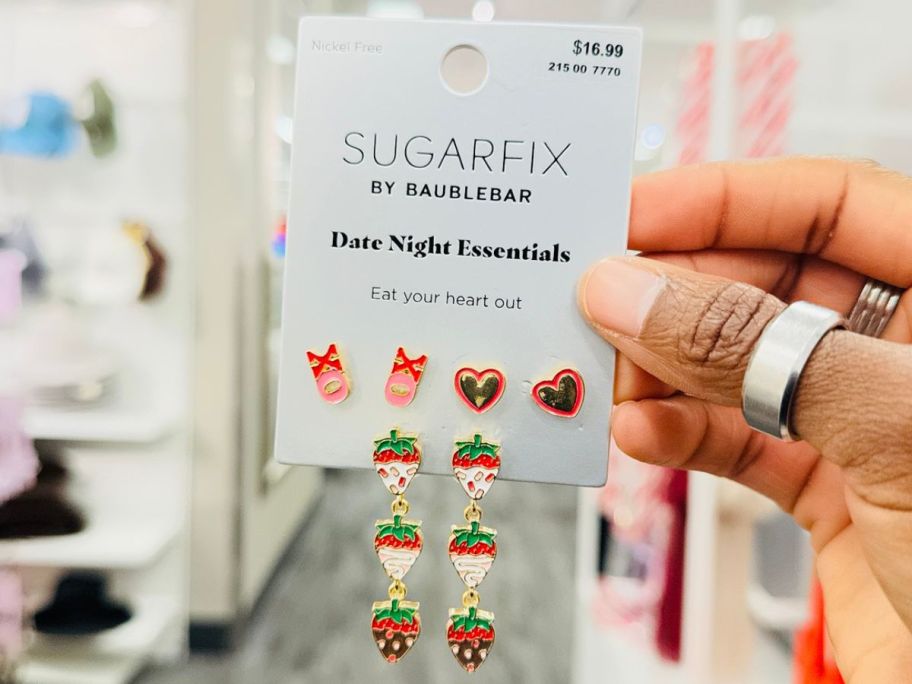 Nickel Free
$16.99
215 00 7770
SUGARFIX
BY BAUBLEBAR
Date Night Essentials
Eat your heart out